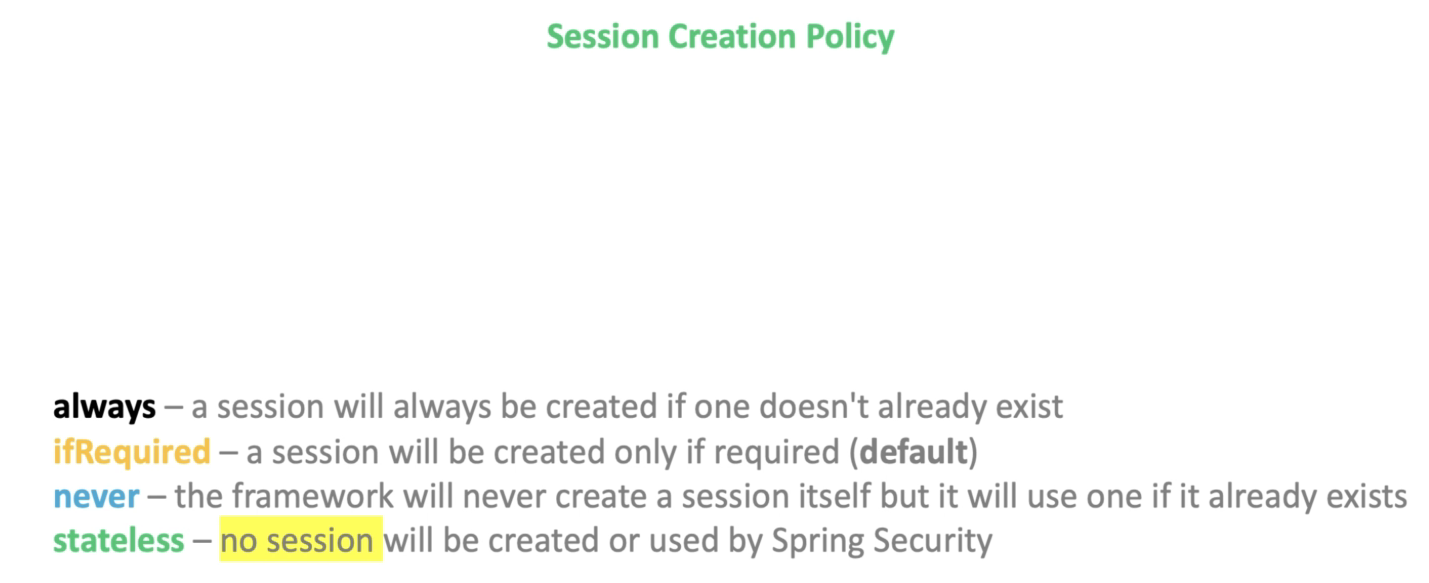 Session Creation Policy
always – a session will always be created if one doesn't already exist
ifRequired – a session will be created only if required (default)
never – the framework will never create a session itself but it will use one if it already exists
stateless – no session will be created or used by Spring Security